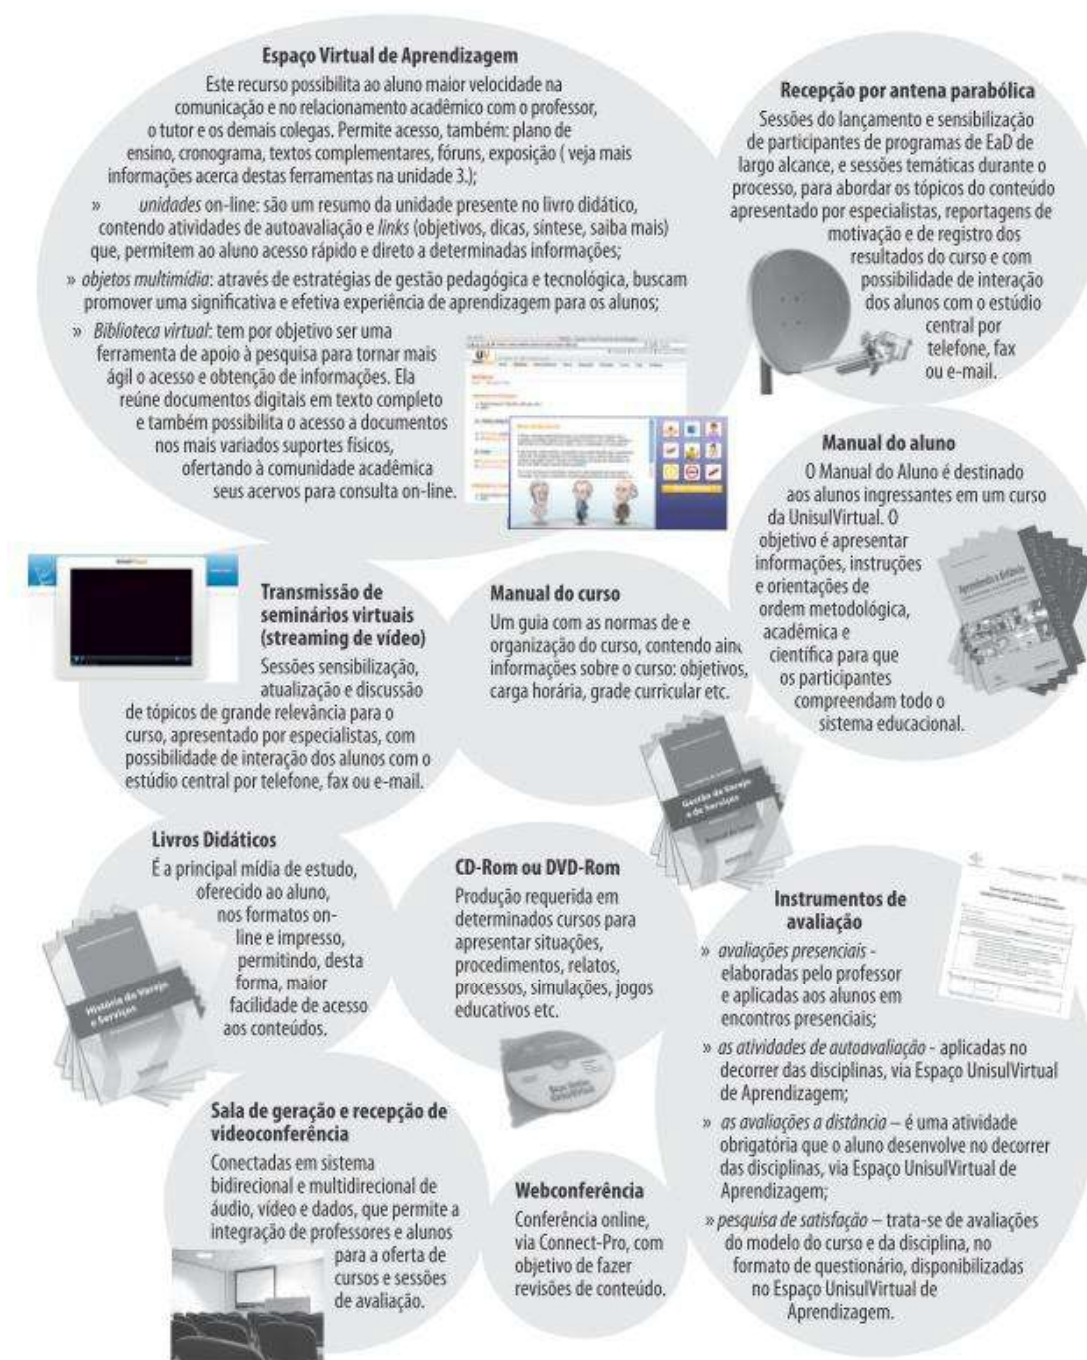 Espaço Virtual de Aprendizagem
Este recurso possibilita ao aluno maior velocidade na
comunicação e no relacionamento acadêmico com o professor,
o tutor e os demais colegas. Permite acesso, também: plano de
ensino, cronograma, textos complementares, fóruns, exposição ( veja mais
informações acerca destas ferramentas na unidade 3.);
» unidades on-line: são um resumo da unidade presente no livro didático,
contendo atividades de autoavaliação e links (objetivos, dicas, síntese, saiba mais)
que, permitem ao aluno acesso rápido e direto a determinadas informações;
» objetos multimídia: através de estratégias de gestão pedagógica e tecnológica, buscam
promover uma significativa e efetiva experiência de aprendizagem para os alunos;
» Biblioteca virtual: tem por objetivo ser uma
ferramenta de apoio à pesquisa para tornar mais
ágil o acesso e obtenção de informações. Ela
reúne documentos digitais em texto completo
e também possibilita o acesso a documentos
nos mais variados suportes físicos,
ofertando à comunidade acadêmica
seus acervos para consulta on-line.
Recepção por antena parabólica
Sessões do lançamento e sensibilização
de participantes de programas de EaD de
largo alcance, e sessões temáticas durante o
processo, para abordar os tópicos do conteúdo
apresentado por especialistas, reportagens de
motivação e de registro dos
resultados do curso e com
possibilidade de interação
dos alunos com o estúdio
central por
telefone, fax
ou e-mail.
Manual do aluno
O Manual do Aluno é destinado
aos alunos ingressantes em um curso
da UnisulVirtual. O
objetivo é apresentar
informações, instruções
e orientações de
ordem metodológica,
acadêmica e
científica para que
os participantes
compreendam todo o
sistema educacional.
Aprendendo a distância
Transmissão de
seminários virtuais
(streaming de vídeo)
Sessões sensibilização,
atualização e discussão
de tópicos de grande relevância para o
curso, apresentado por especialistas, com
possibilidade de interação dos alunos com o
estúdio central por telefone, fax ou e-mail.
Manual do curso
Um guia com as normas de e
organização do curso, contendo ain
informações sobre o curso: objetivos,
carga horária, grade curricular etc.
Gestão do Varejo
e de Serviços
Livros Didáticos
É a principal mídia de estudo,
oferecido ao aluno,
nos formatos on-
line e impresso,
permitindo, desta
forma, maior
facilidade de acesso
aos conteúdos.
História do Varejo
e Serviços
CD-Rom ou DVD-Rom
Produção requerida em
determinados cursos para
apresentar situações,
procedimentos, relatos,
processos, simulações, jogos
educativos etc.
Instrumentos de
avaliação
» avaliações presenciais -
elaboradas pelo professor
e aplicadas aos alunos em
encontros presenciais;
» as atividades de autoavaliação - aplicadas no
decorrer das disciplinas, via Espaço UnisulVirtual
de Aprendizagem;
» as avaliações a distância – é uma atividade
obrigatória que o aluno desenvolve no decorrer
das disciplinas, via Espaço UnisulVirtual de
Aprendizagem;
» pesquisa de satisfação – trata-se de avaliações
do modelo do curso e da disciplina, no
formato de questionário, disponibilizadas
no Espaço UnisulVirtual de
Aprendizagem.
Sala de geração e recepção de
videoconferência
Conectadas em sistema
bidirecional e multidirecional de
áudio, vídeo e dados, que permite a
integração de professores e alunos
para a oferta de
cursos e sessões
de avaliação.
Webconferência
Conferência online,
via Connect-Pro, com
objetivo de fazer
revisões de conteúdo.